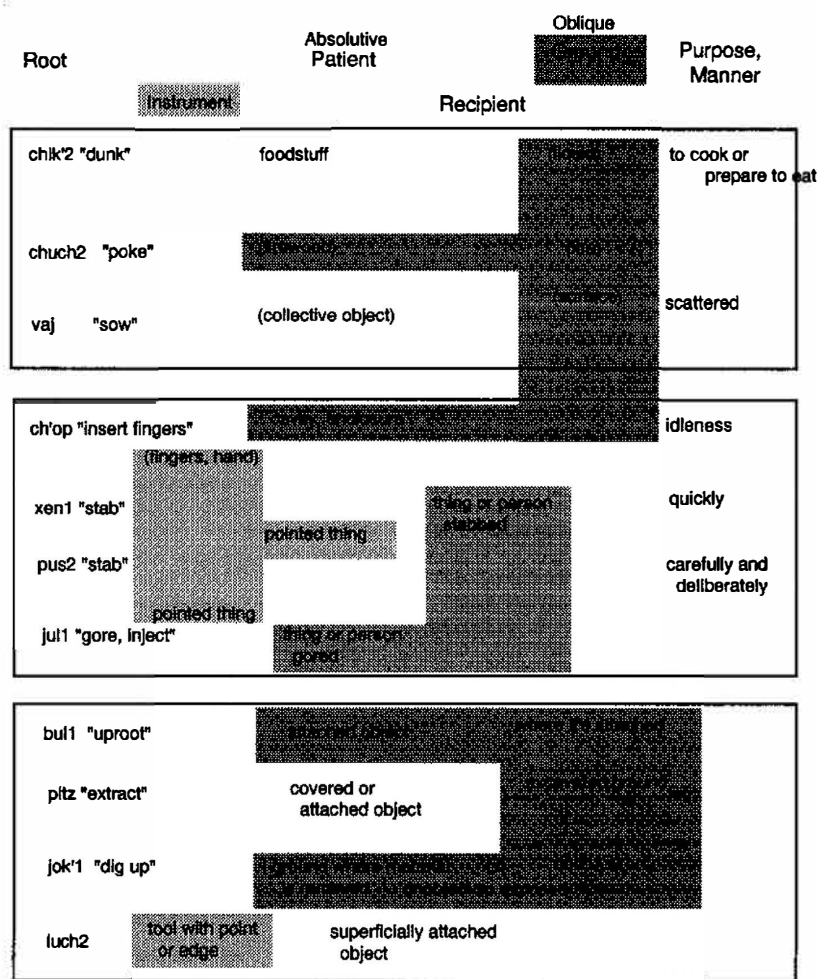 Oblique
Root
Absolutive
Patient
Purpose,
Manner
Instrument
Recipient
chik'2 "dunk"
foodstuff
to cook or
prepare to eat
chuch2 "poke"
vaj "sow"
(collective object)
scattered
ch'op "insert fingers"
idleness
(fingers, hand)
xen1 "stab"
thing or person
stabbed
quickly
pointed thing
pus2 "stab"
carefully and
deliberately
pointed thing
jul1 "gore, inject"
thing or person
gored
bul1 "uproot"
attached object
pitz "extract"
covered or
attached object
jok'1 "dig up"
luch2
tool with point
or edge
superficially attached
object